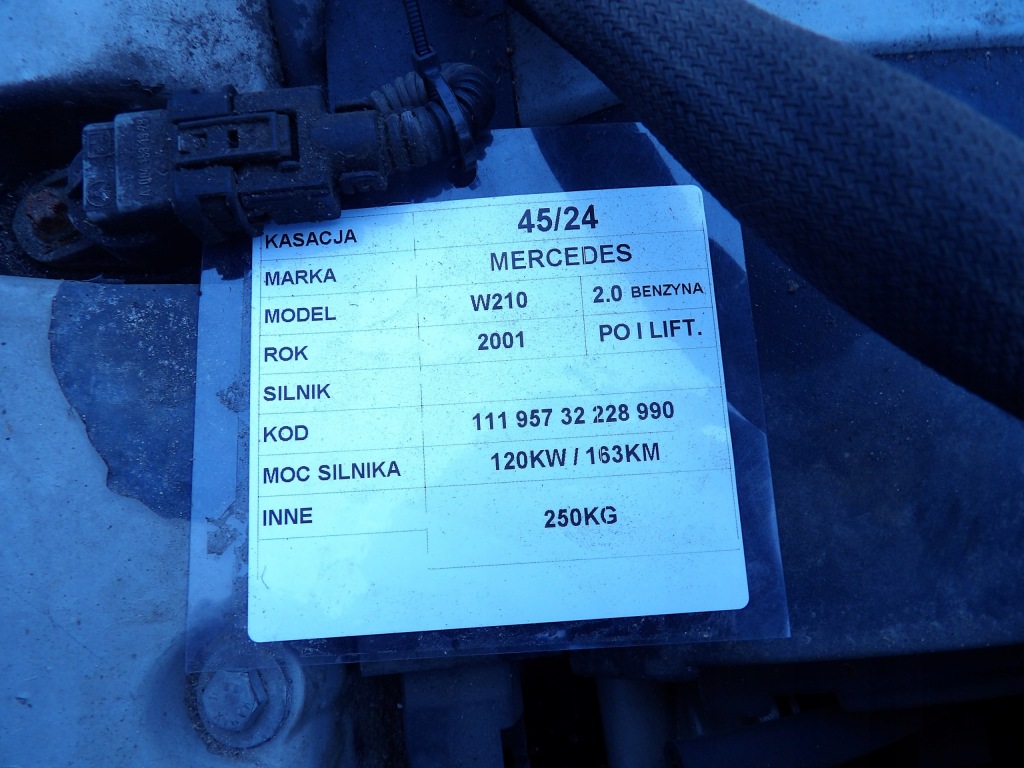 KASACJA 45/24
MARKA MERCEDES
MODEL W210 2.0 BENZYNA
ROK 2001 PO I LIFT.
SILNIK
KOD 111 957 32 228 990
MOC SILNIKA 120KW / 163KM
INNE 250KG